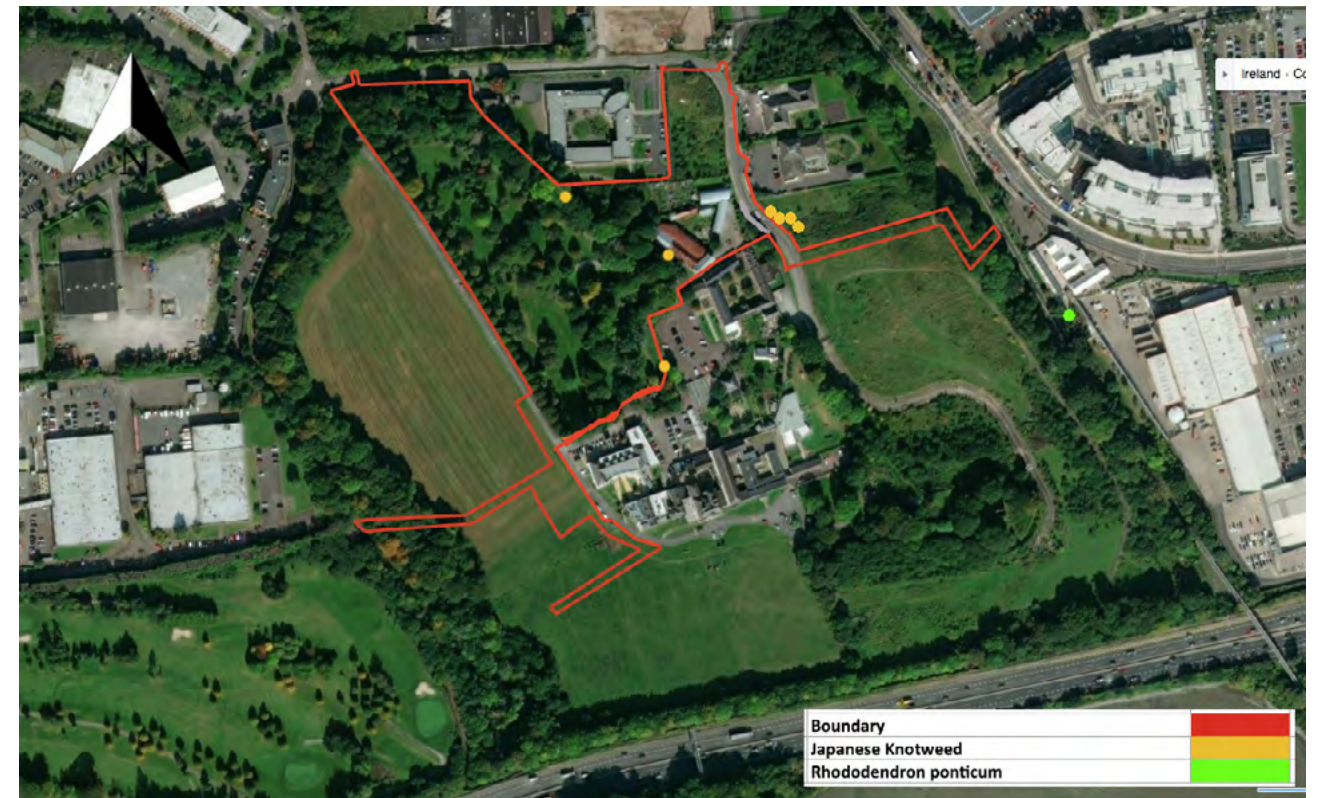 N
Ireland › Co
Boundary
Japanese Knotweed
Rhododendron ponticum